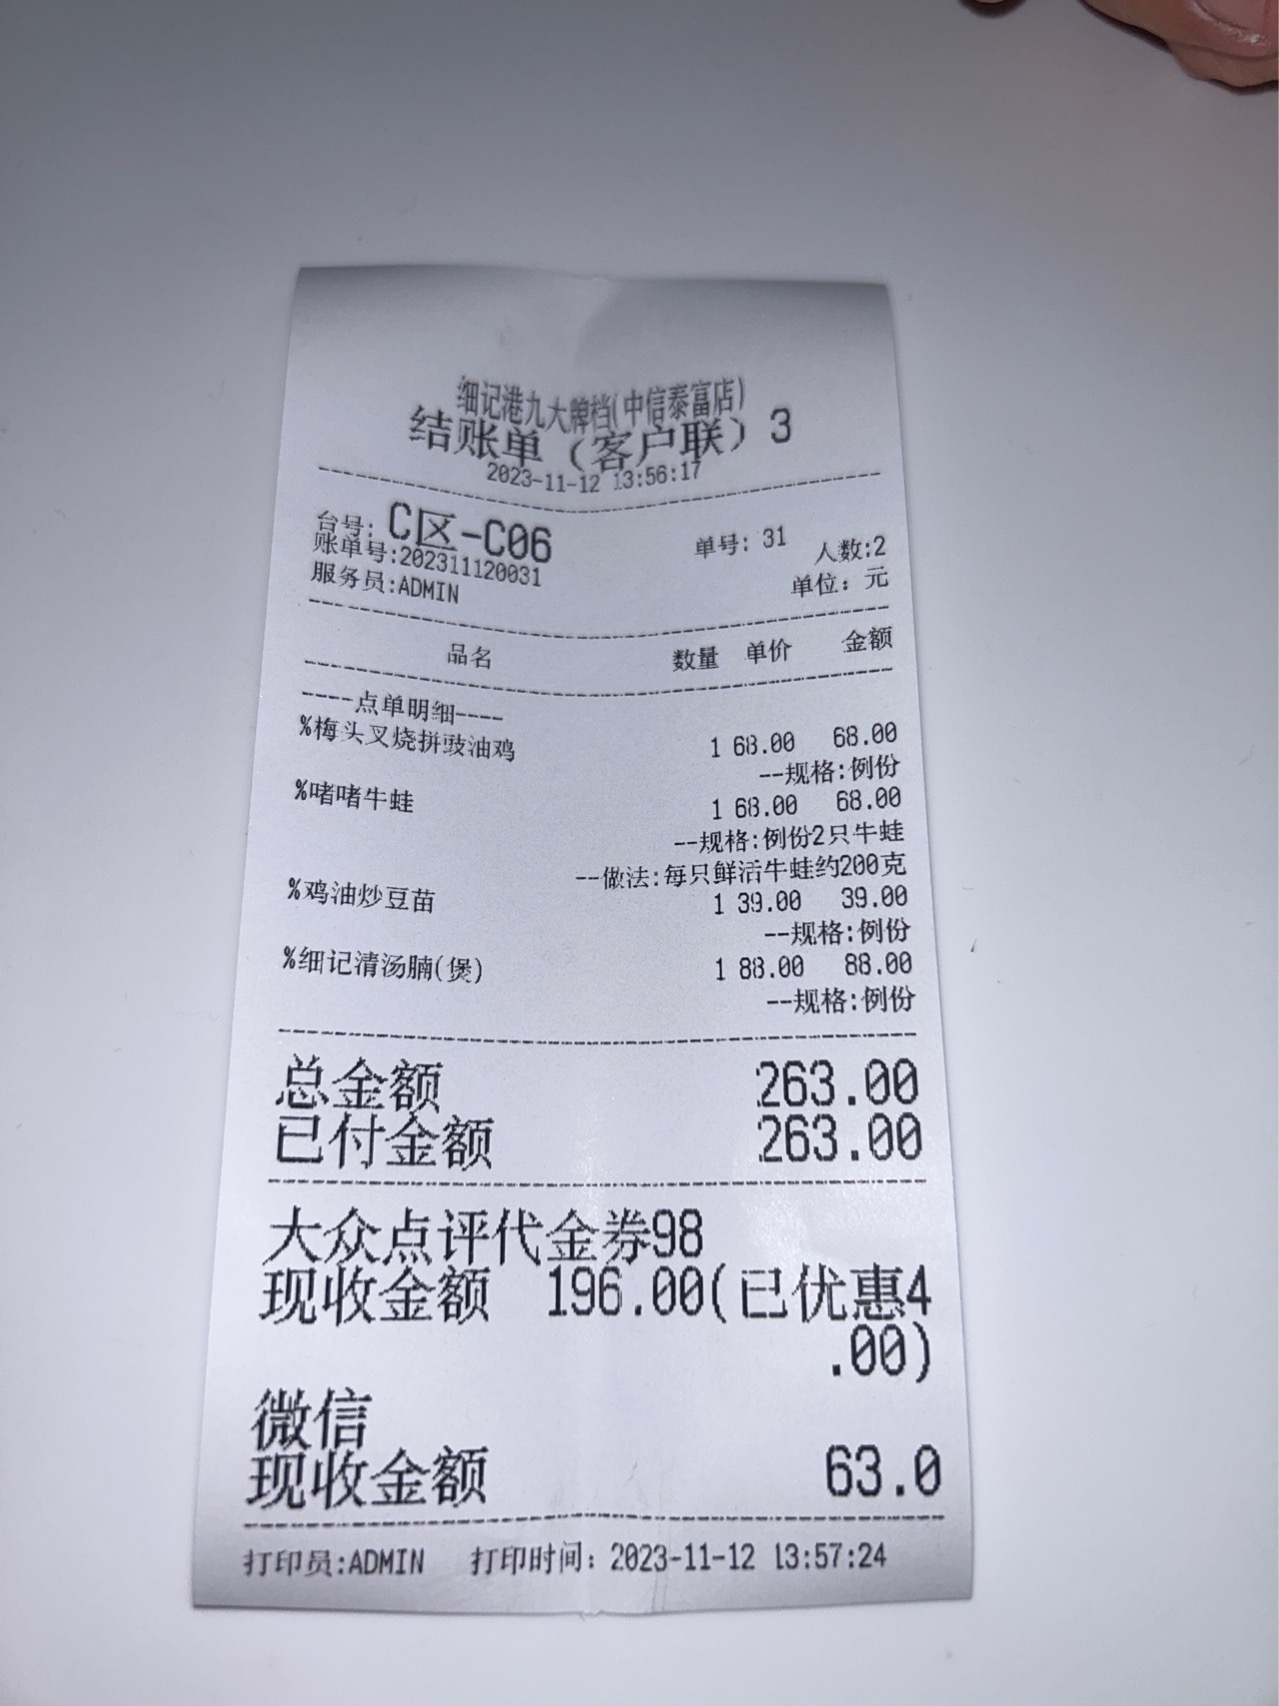 细记港九大牌档(中信泰富店)
结账单（客户联）3
2023-11-12 13:56:17
台号: C区-C06 单号: 31 人数:2
账单号:202311120031
服务员:ADMIN 单位: 元
品名 数量 单价 金额
----点单明细----
%梅头叉烧拼豉油鸡 1 68.00 68.00
--规格:例份
%啫啫牛蛙 1 68.00 68.00
--规格:例份2只牛蛙
--做法:每只鲜活牛蛙约200克
%鸡油炒豆苗 1 39.00 39.00
--规格:例份
%细记清汤腩(煲) 1 88.00 88.00
--规格:例份
总金额 263.00
已付金额 263.00
大众点评代金券98
现收金额 196.00(已优惠4
.00)
微信
现收金额 63.0
打印员:ADMIN 打印时间: 2023-11-12 13:57:24